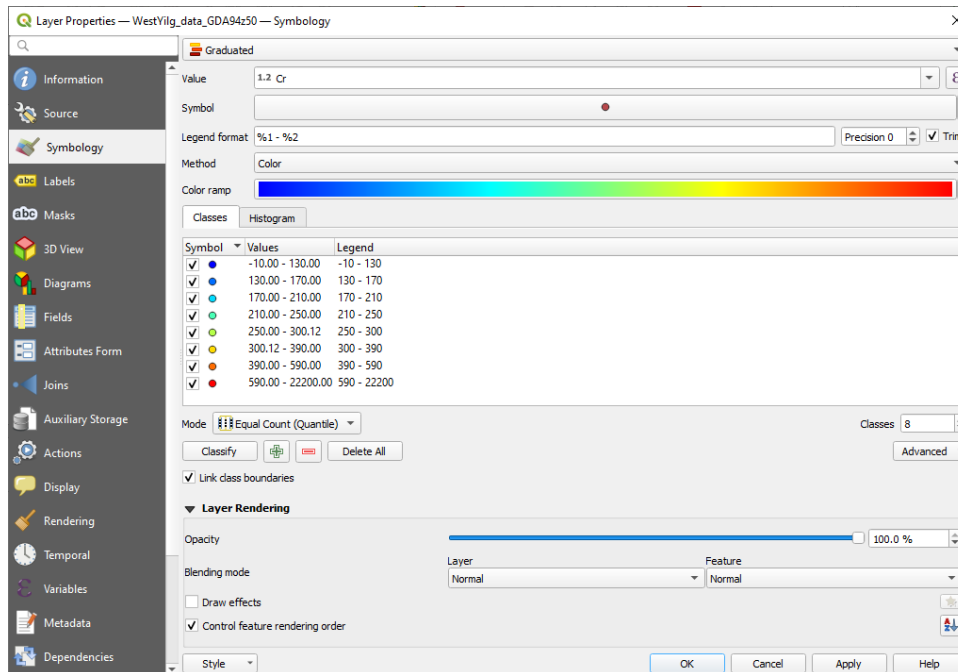 Layer Properties — WestYilg_data_GDA94z50 — Symbology
Information
Source
Symbology
abc Labels
abc Masks
3D View
Diagrams
Fields
Attributes Form
Joins
Auxiliary Storage
Actions
Display
Rendering
Temporal
Variables
Metadata
Dependencies
Graduated
Value 1.2 Cr ε
Symbol
Legend format %1 - %2 Precision 0 Trim
Method Color
Color ramp
Classes Histogram
Symbol Values Legend
-10.00 - 130.00 -10 - 130
130.00 - 170.00 130 - 170
170.00 - 210.00 170 - 210
210.00 - 250.00 210 - 250
250.00 - 300.12 250 - 300
300.12 - 390.00 300 - 390
390.00 - 590.00 390 - 590
590.00 - 22200.00 590 - 22200
Mode Equal Count (Quantile) Classes 8
Classify Delete All Advanced
Link class boundaries
Layer Rendering
Opacity 100.0 %
Layer Feature
Blending mode Normal Normal
Draw effects
Control feature rendering order
Style OK Cancel Apply Help